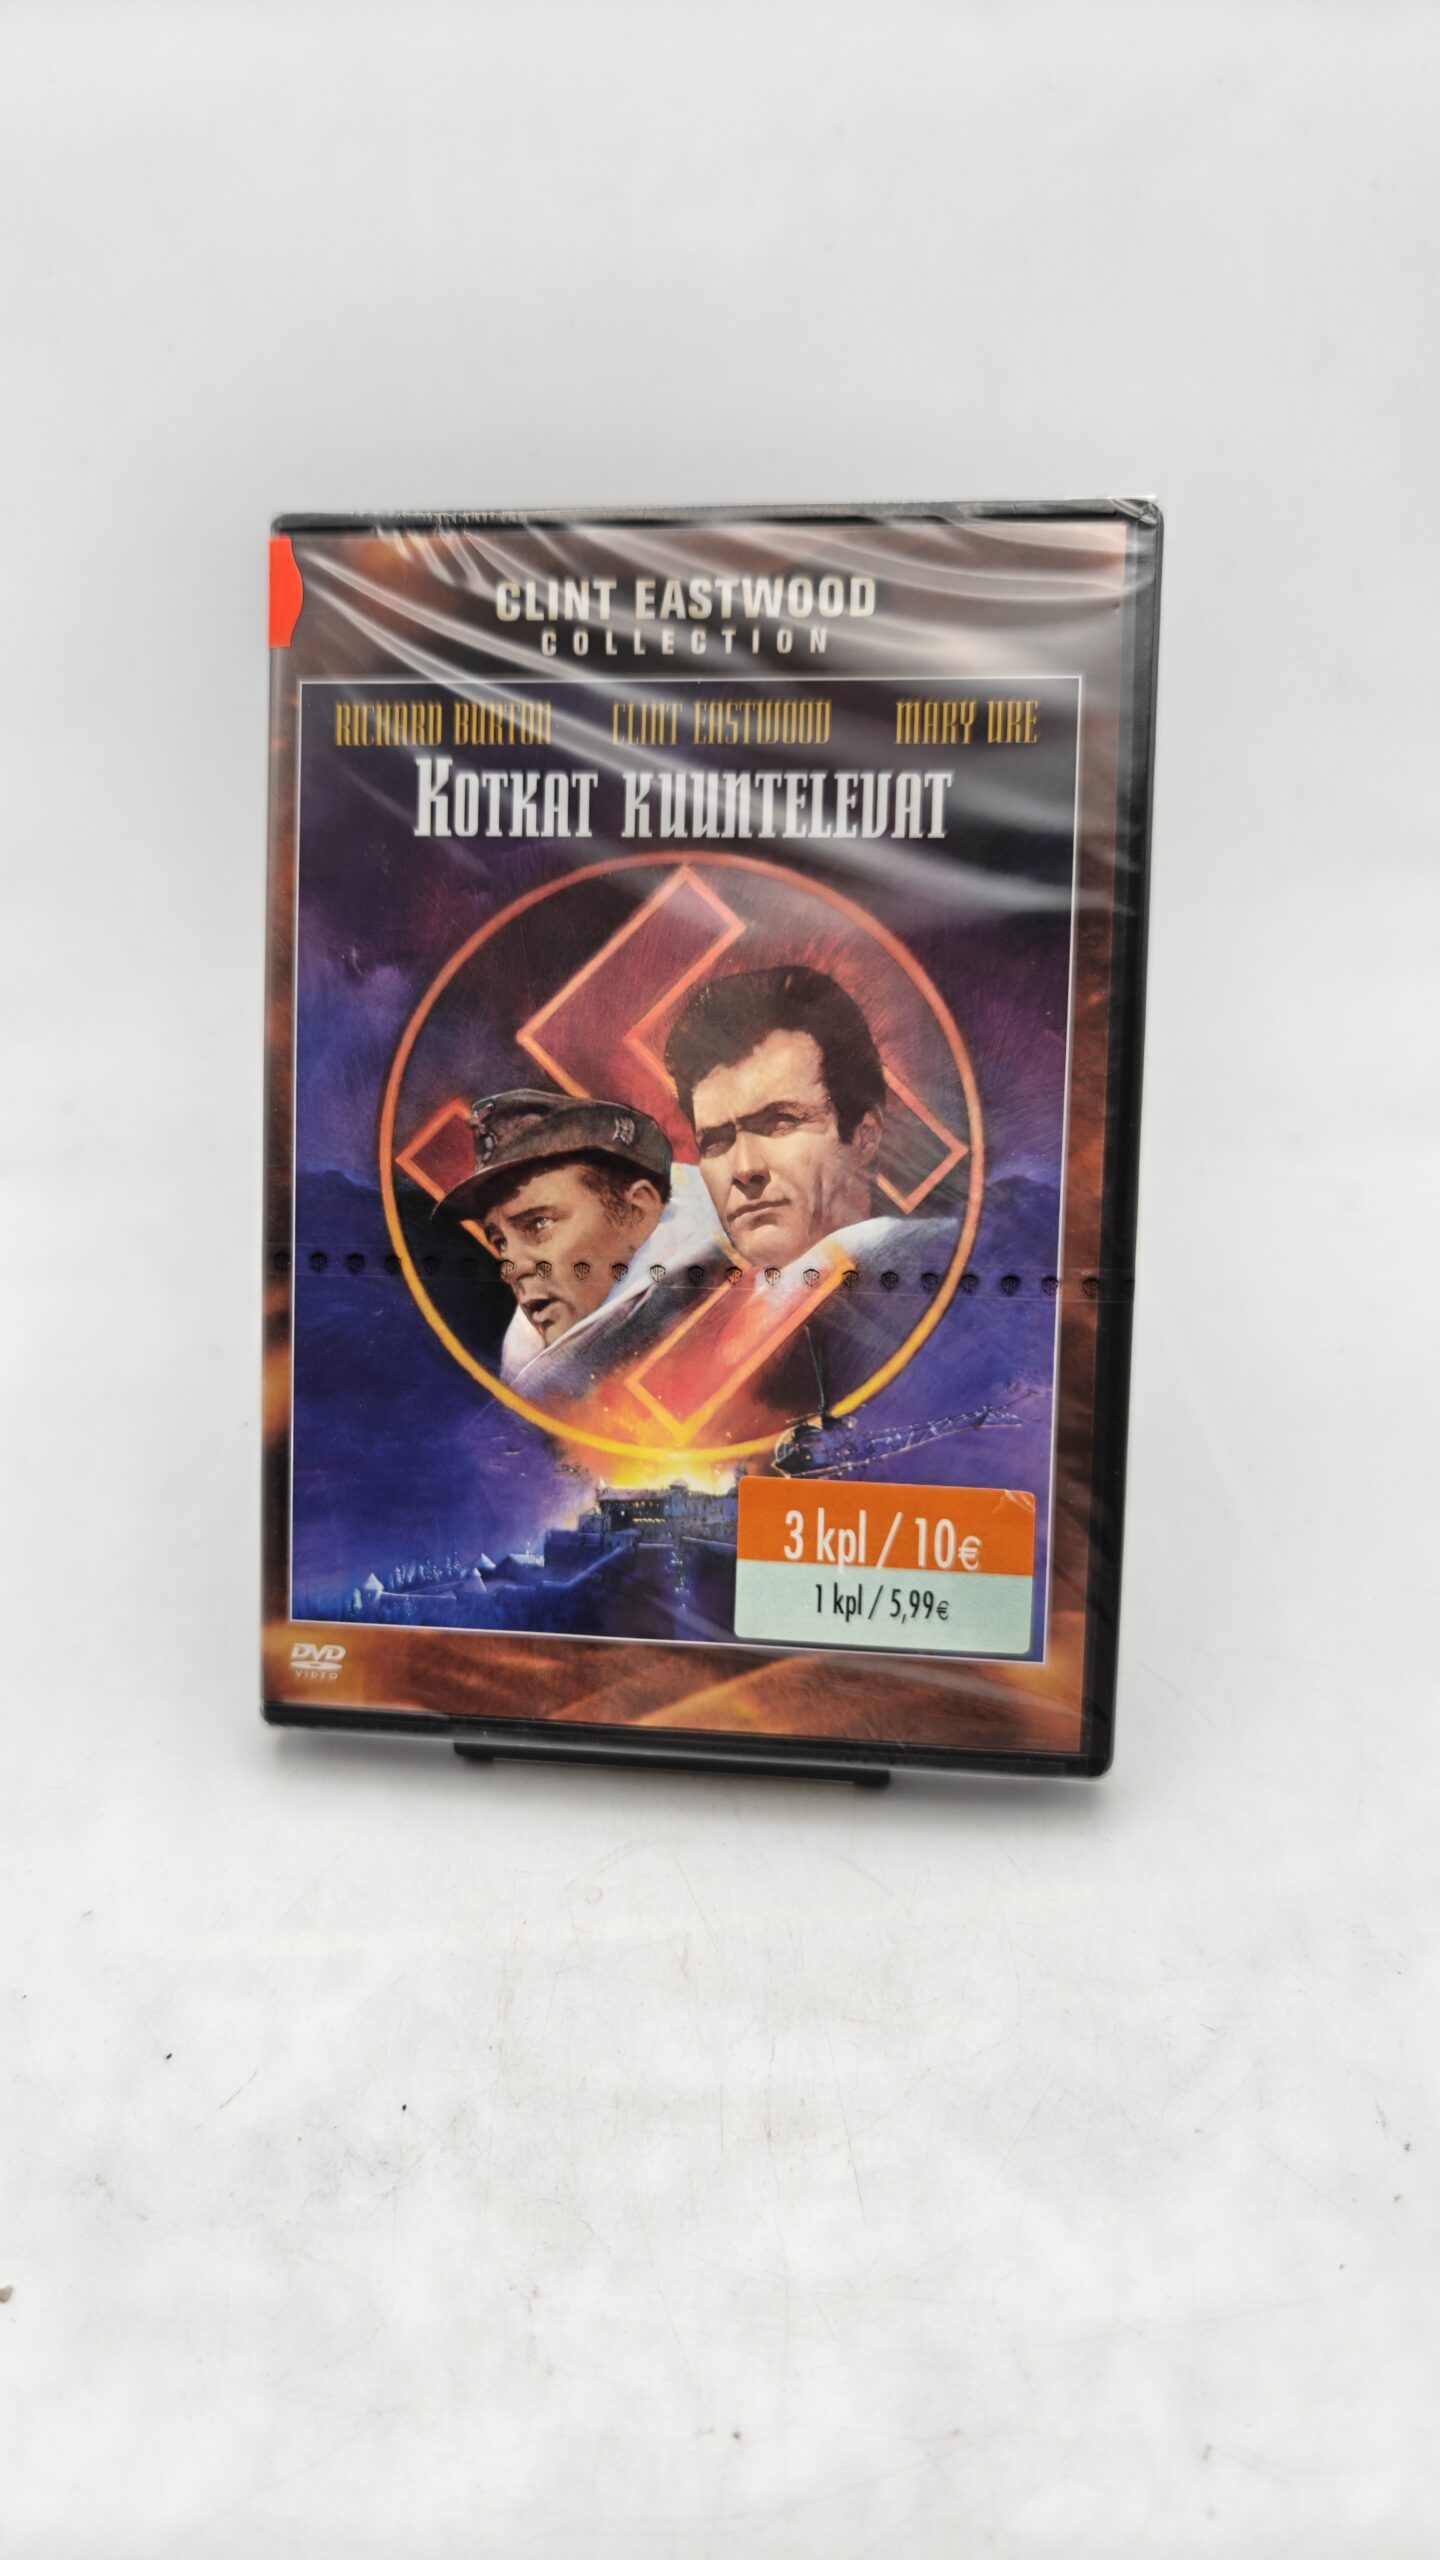 CLINT EASTWOOD
COLLECTION
RICHARD BURTON CLINT EASTWOOD MARY URE
KOTKAT KUUNTELEVAT
3 kpl / 10€
1 kpl / 5,99€
DVD
VIDEO